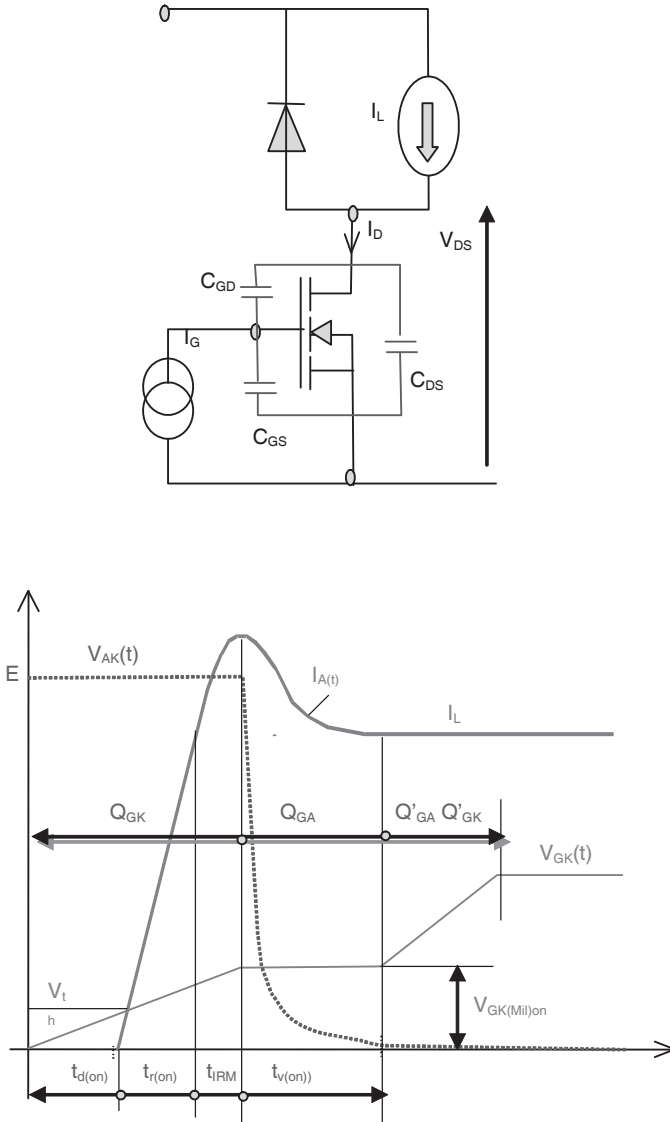 I_L
I_D
V_DS
C_GD
I_G
C_DS
C_GS
E
V_AK(t)
I_A(t)
I_L
Q_GK
Q_GA
Q'_GA Q'_GK
V_GK(t)
V_t
h
V_GK(Mil)on
t_d(on)
t_r(on)
t_IRM
t_v(on))